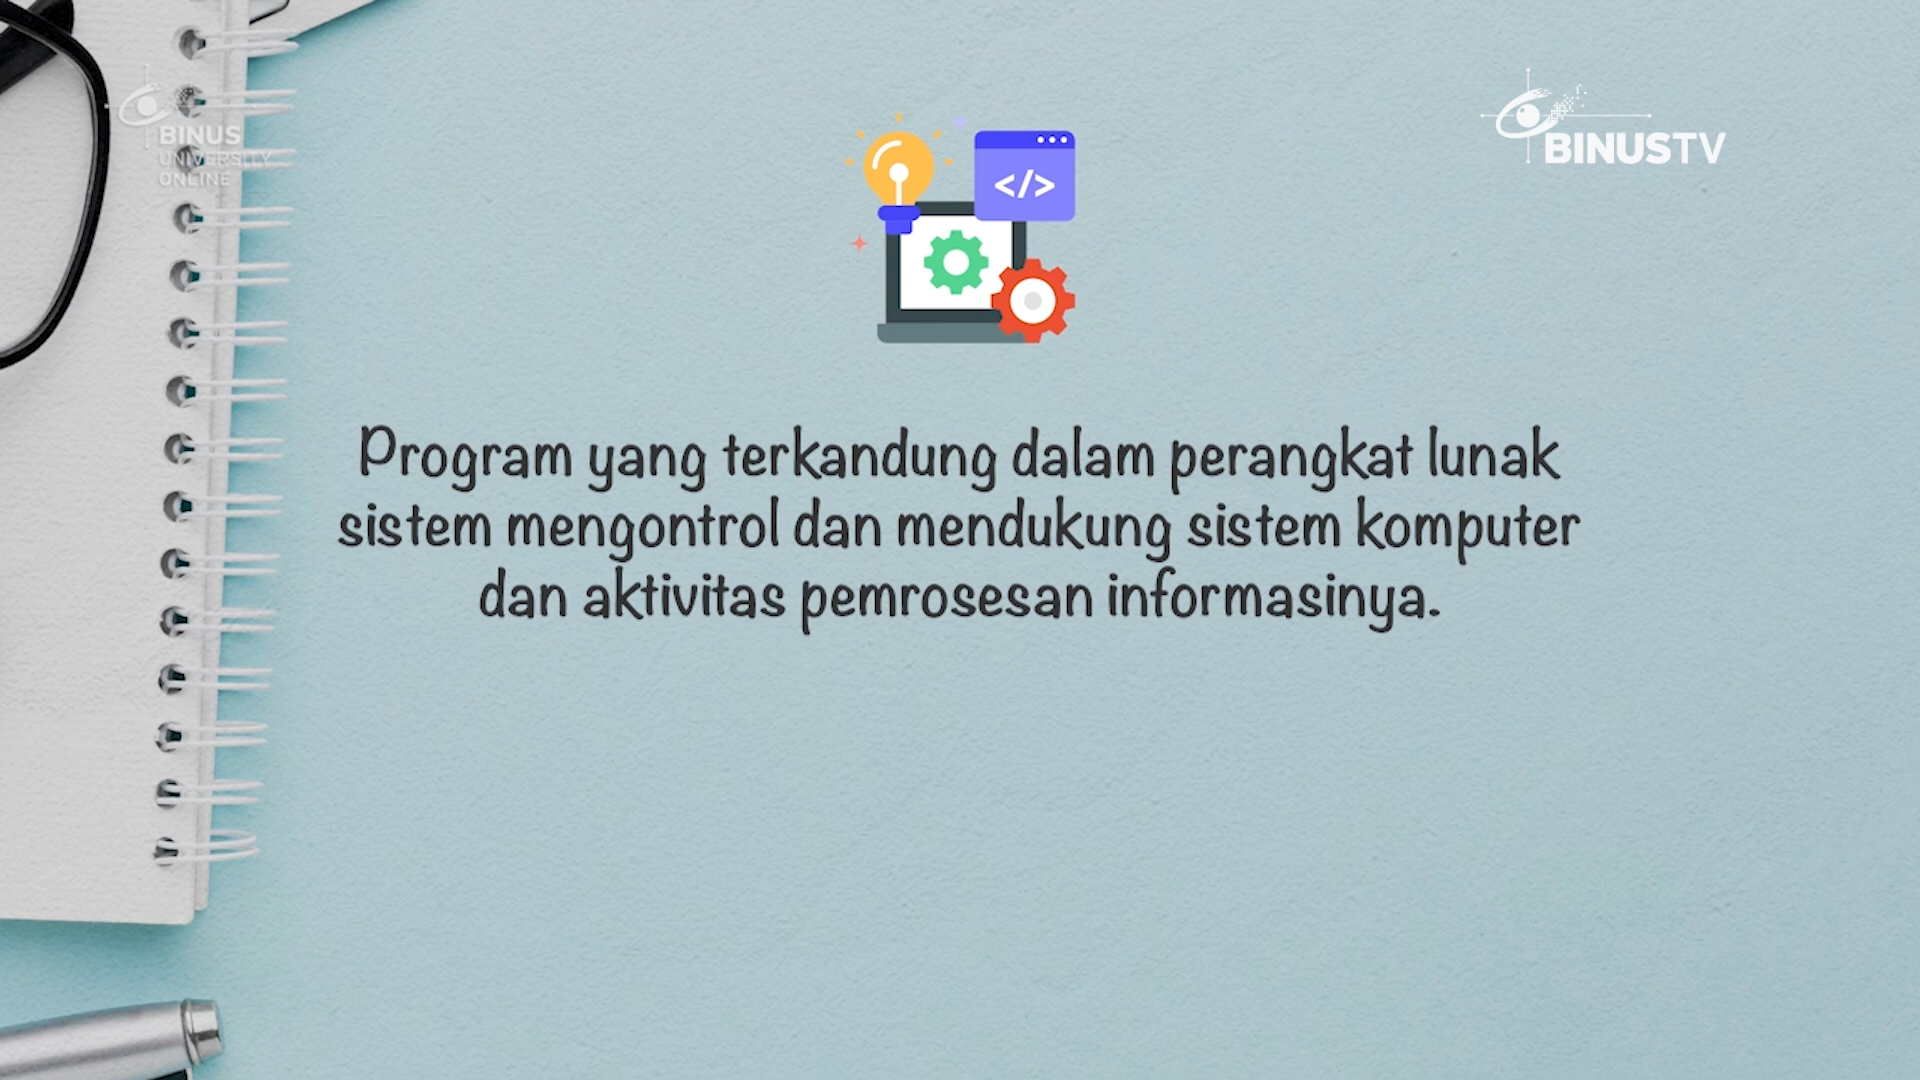 BINUS
UNIVERSITY
ONLINE
BINUSTV
</>
Program yang terkandung dalam perangkat lunak
sistem mengontrol dan mendukung sistem komputer
dan aktivitas pemrosesan informasinya.